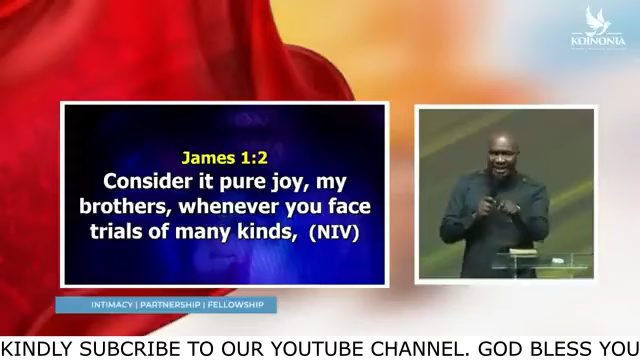 KOINONIA
James 1:2
Consider it pure joy, my
brothers, whenever you face
trials of many kinds, (NIV)
INTIMACY | PARTNERSHIP | FELLOWSHIP
KINDLY SUBCRIBE TO OUR YOUTUBE CHANNEL. GOD BLESS YOU